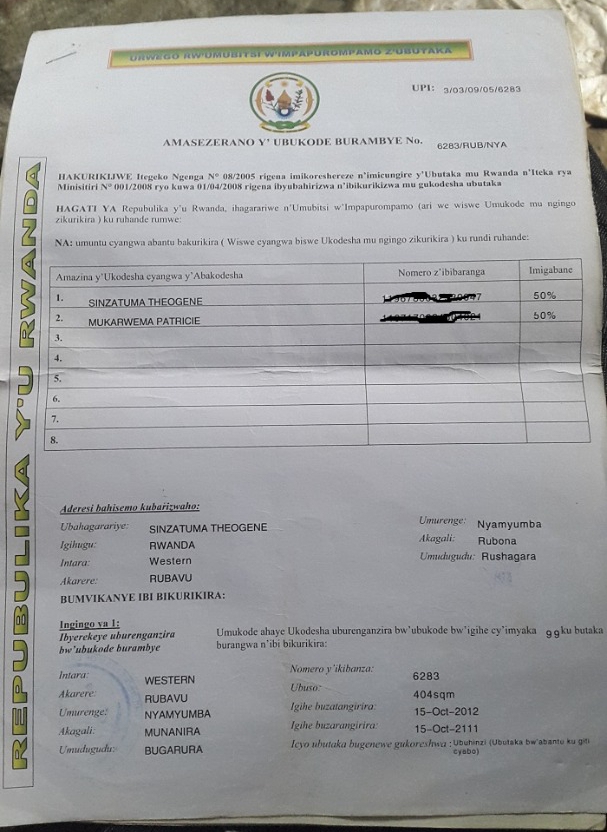 URWEGO RW'UMUBITSI W'IMPAPUROMPAMO Z'UBUTAKA
UPI: 3/03/09/05/6283
AMASEZERANO Y' UBUKODE BURAMBYE No. 6283/RUB/NYA
REPUBULIKA Y'U RWANDA
HAKURIKIJWE Itegeko Ngenga N° 08/2005 rigena imikoreshereze n'imicungire y'Ubutaka mu Rwanda n'Iteka rya
Minisitiri N° 001/2008 ryo kuwa 01/04/2008 rigena ibyubahirizwa n'ibikurikizwa mu gukodesha ubutaka
HAGATI YA Repubulika y'u Rwanda, ihagarariwe n'Umubitsi w'Impapurompamo (ari we wiswe Umukode mu ngingo
zikurikira ) ku ruhande rumwe:
NA: umuntu cyangwa abantu bakurikira ( Wiswe cyangwa biswe Ukodesha mu ngingo zikurikira ) ku rundi ruhande:
Amazina y'Ukodesha cyangwa y'Abakodesha Nomero z'ibibaranga Imigabane
1. SINZATUMA THEOGENE 50%
2. MUKARWEMA PATRICIE 50%
3.
4.
5.
6.
7.
8.
Aderesi bahisemo kubarizwaho:
Ubahagarariye: SINZATUMA THEOGENE Umurenge: Nyamyumba
Igihugu: RWANDA Akagali: Rubona
Intara: Western Umudugudu: Rushagara
Akarere: RUBAVU
BUMVIKANYE IBI BIKURIKIRA:
Ingingo ya 1:
Ibyerekeye uburenganzira Umukode ahaye Ukodesha uburenganzira bw'ubukode bw'igihe cy'imyaka 99 ku butaka
bw'ubukode burambye burangwa n'ibi bikurikira:
Intara: WESTERN Nomero y'ikibanza: 6283
Akarere: RUBAVU Ubuso: 404sqm
Umurenge: NYAMYUMBA Igihe buzatangirira: 15-Oct-2012
Akagali: MUNANIRA Igihe buzarangirira: 15-Oct-2111
Umudugudu: BUGARURA Icyo ubutaka bugenewe gukoreshwa : Ubuhinzi (Ubutaka bw'abantu ku giti
cyabo)